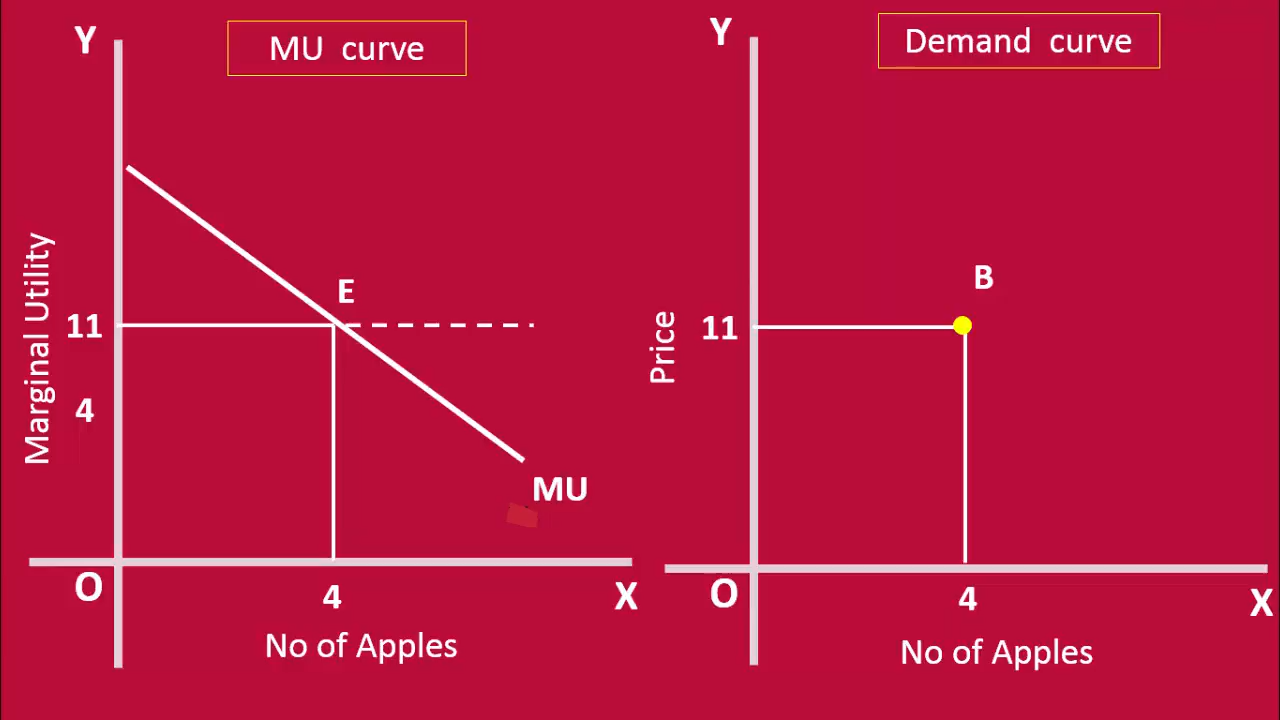 Y
MU curve
E
11
4
Marginal Utility
MU
O
4
X
No of Apples
Y
Demand curve
B
11
Price
O
4
X
No of Apples